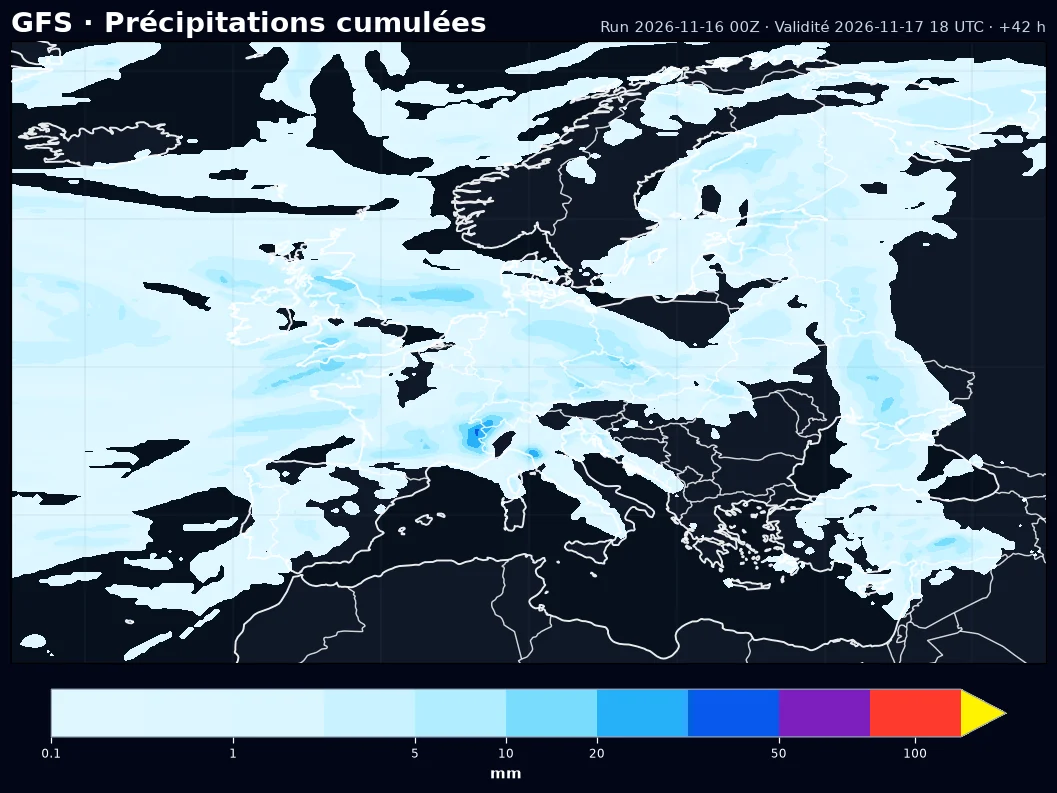 GFS · Précipitations cumulées
Run 2026-11-16 00Z · Validité 2026-11-17 18 UTC · +42 h
0.1 1 5 10 20 50 100
mm